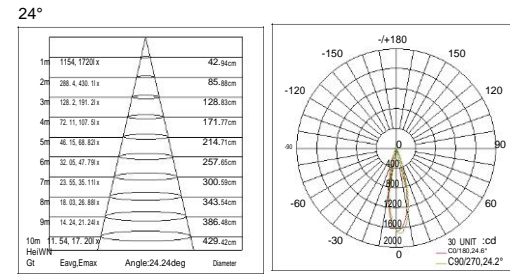 24°
1m 1154, 1720lx 42.94cm
2m 288. 4, 430. 1lx 85.88cm
3m 128. 2, 191. 2lx 128.83cm
4m 72. 11, 107. 5lx 171.77cm
5m 46. 15, 68. 82lx 214.71cm
6m 32. 05, 47. 79lx 257.65cm
7m 23. 55, 35. 11lx 300.59cm
8m 18. 03, 26. 88lx 343.54cm
9m 14. 24, 21. 24lx 386.48cm
10m 11. 54, 17. 20lx 429.42cm
HeiWN
Gt Eavg,Emax Angle:24.24deg Diameter
-/+180
-150 150
-120 120
-90 0 90
400
800
1200
-60 60
1600
-30 2000 30 UNIT :cd
0 C0/180,24.6°
C90/270,24.2°